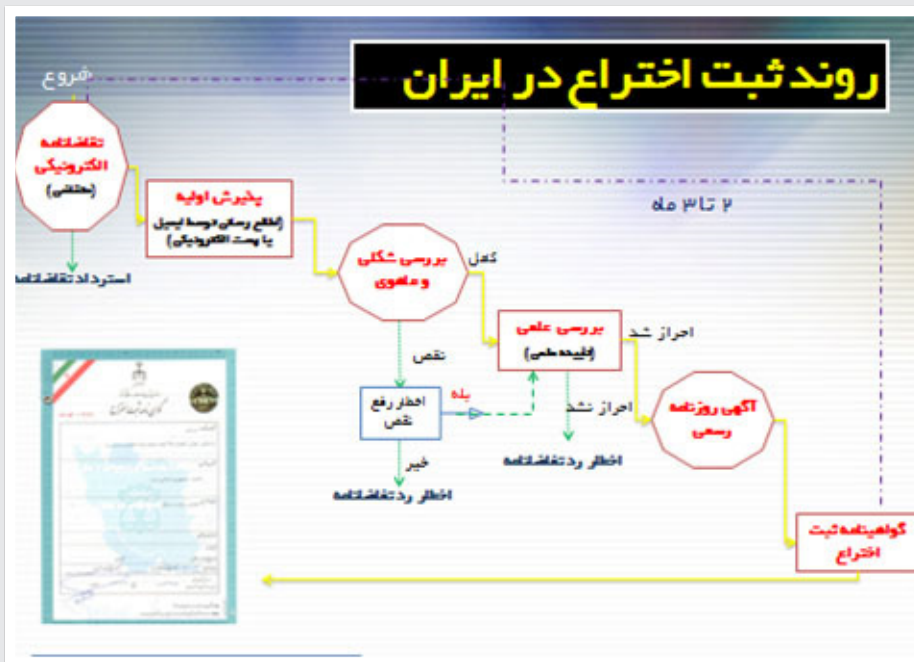 روند ثبت اختراع در ایران
شروع
تقاضانامه
الکترونیکی
(متقاضی)
استرداد تقاضانامه
پذیرش اولیه
(اطلاع رسانی توسط ایمیل
یا پست الکترونیکی)
۲ تا ۳ ماه
بررسی شکلی
و ماهوی
کامل
نقص
اخطار رفع
نقص
بله
خیر
اخطار رد تقاضانامه
بررسی علمی
(تاییده علمی)
احراز شد
احراز نشد
اخطار رد تقاضانامه
آگهی روزنامه
رسمی
گواهینامه ثبت
اختراع